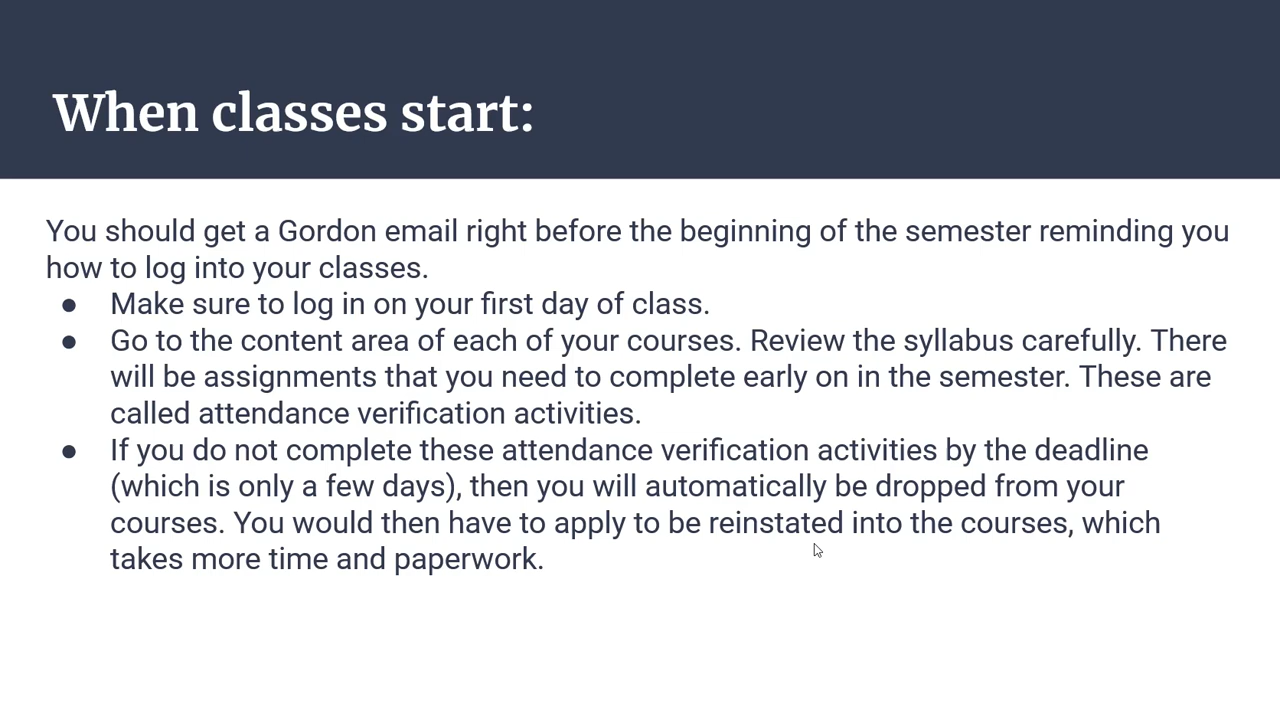 When classes start:
You should get a Gordon email right before the beginning of the semester reminding you
how to log into your classes.
● Make sure to log in on your first day of class.
● Go to the content area of each of your courses. Review the syllabus carefully. There
will be assignments that you need to complete early on in the semester. These are
called attendance verification activities.
● If you do not complete these attendance verification activities by the deadline
(which is only a few days), then you will automatically be dropped from your
courses. You would then have to apply to be reinstated into the courses, which
takes more time and paperwork.